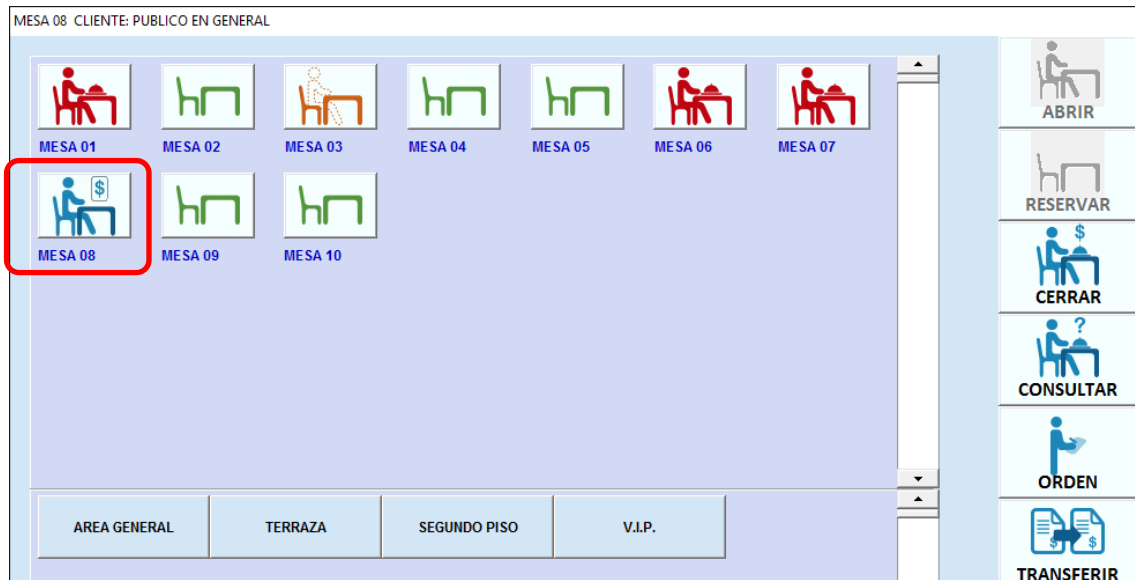 MESA 08 CLIENTE: PUBLICO EN GENERAL
MESA 01 MESA 02 MESA 03 MESA 04 MESA 05 MESA 06 MESA 07
$
MESA 08 MESA 09 MESA 10
AREA GENERAL TERRAZA SEGUNDO PISO V.I.P.
ABRIR
RESERVAR
$
CERRAR
?
CONSULTAR
ORDEN
$ $
TRANSFERIR